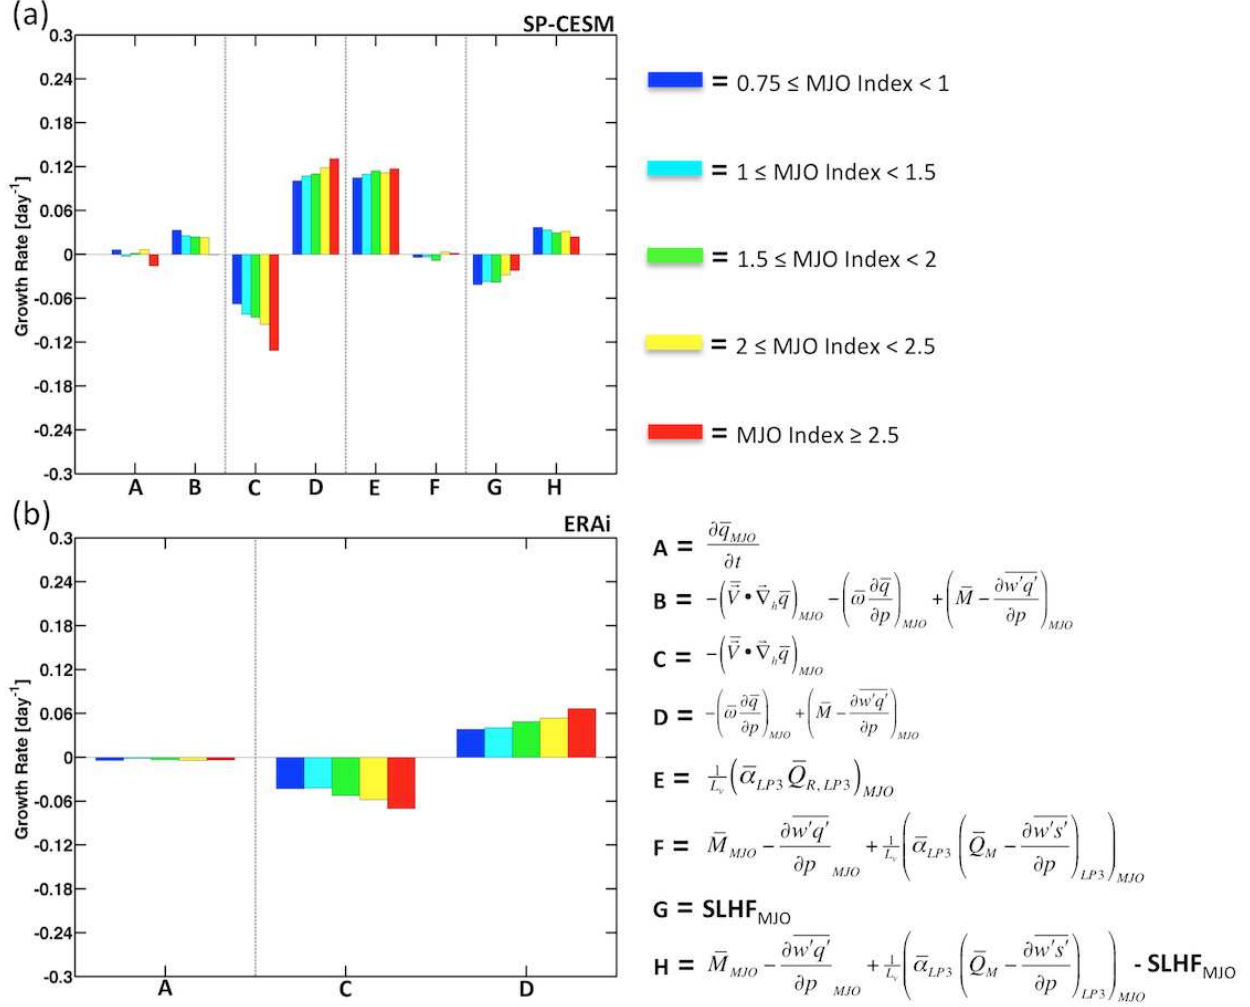 (a)
SP-CESM
0.3
0.24
0.18
0.12
0.06
0
-0.06
-0.12
-0.18
-0.24
-0.3
Growth Rate [day⁻¹]
A B C D E F G H
= 0.75 ≤ MJO Index < 1
= 1 ≤ MJO Index < 1.5
= 1.5 ≤ MJO Index < 2
= 2 ≤ MJO Index < 2.5
= MJO Index ≥ 2.5
(b)
ERAi
0.3
0.24
0.18
0.12
0.06
0
-0.06
-0.12
-0.18
-0.24
-0.3
Growth Rate [day⁻¹]
A C D
A = ∂q̅_MJO / ∂t
B = -(V̅⃗ • ∇⃗_h q̅)_MJO - (ω̅ ∂q̅/∂p)_MJO + (M̅ - ∂w'q'̅/∂p)_MJO
C = -(V̅⃗ • ∇⃗_h q̅)_MJO
D = -(ω̅ ∂q̅/∂p)_MJO + (M̅ - ∂w'q'̅/∂p)_MJO
E = 1/L_v (α̅_LP3 Q̅_R,LP3)_MJO
F = M̅_MJO - ∂w'q'̅/∂p _MJO + 1/L_v (α̅_LP3 (Q̅_M - ∂w's'̅/∂p)_LP3)_MJO
G = SLHF_MJO
H = M̅_MJO - ∂w'q'̅/∂p _MJO + 1/L_v (α̅_LP3 (Q̅_M - ∂w's'̅/∂p)_LP3)_MJO - SLHF_MJO